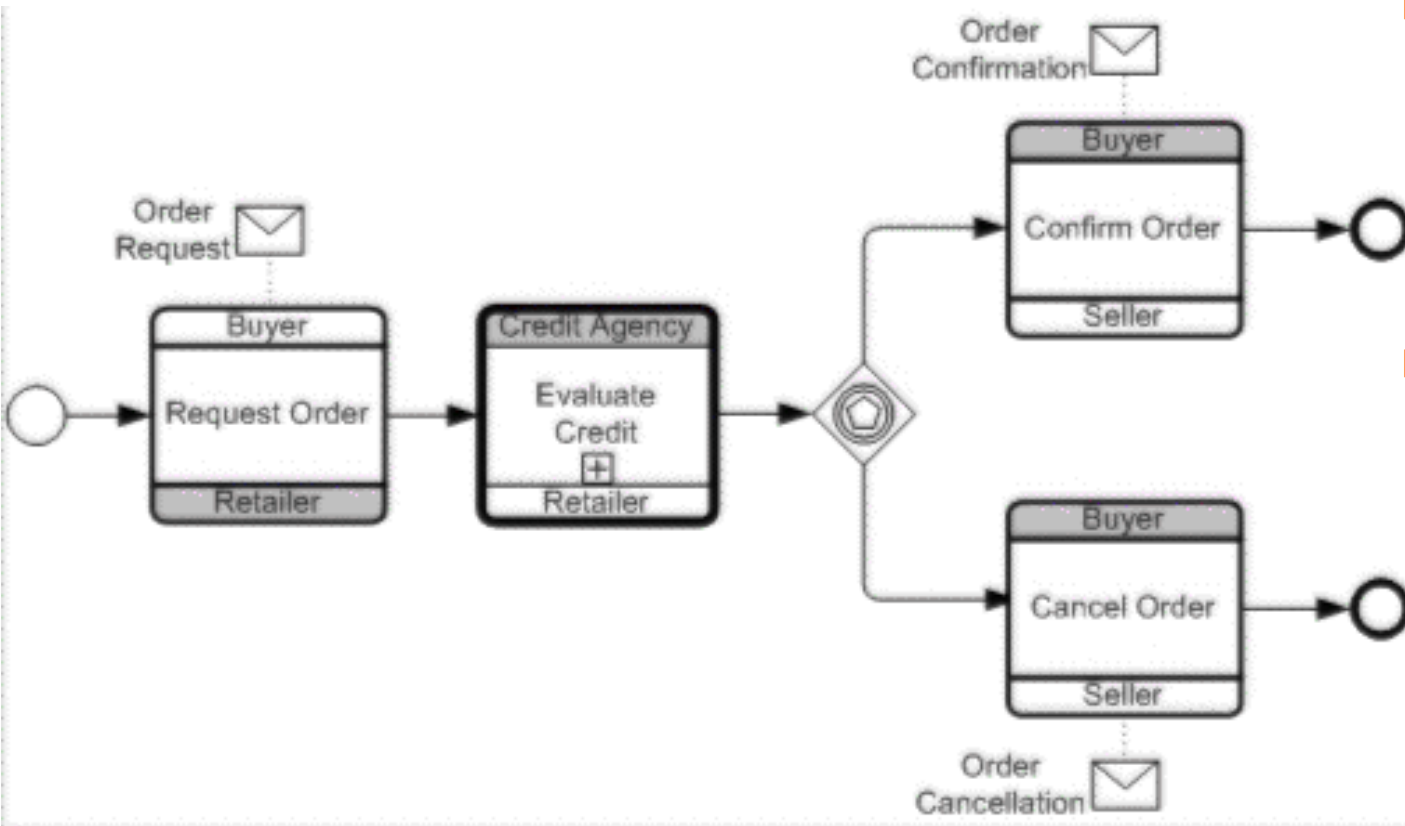 Order
Request
Buyer
Request Order
Retailer
Credit Agency
Evaluate
Credit
Retailer
Order
Confirmation
Buyer
Confirm Order
Seller
Buyer
Cancel Order
Seller
Order
Cancellation